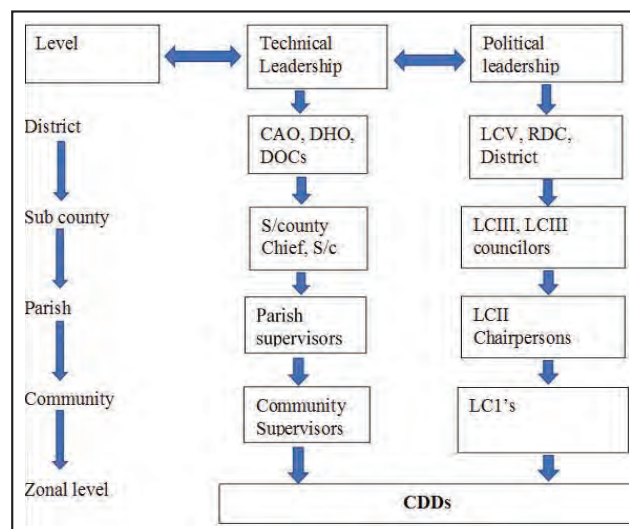 Level
Technical
Leadership
Political
leadership
District
CAO, DHO,
DOCs
LCV, RDC,
District
Sub county
S/county
Chief, S/c
LCIII, LCIII
councilors
Parish
Parish
supervisors
LCII
Chairpersons
Community
Community
Supervisors
LC1’s
Zonal level
CDDs